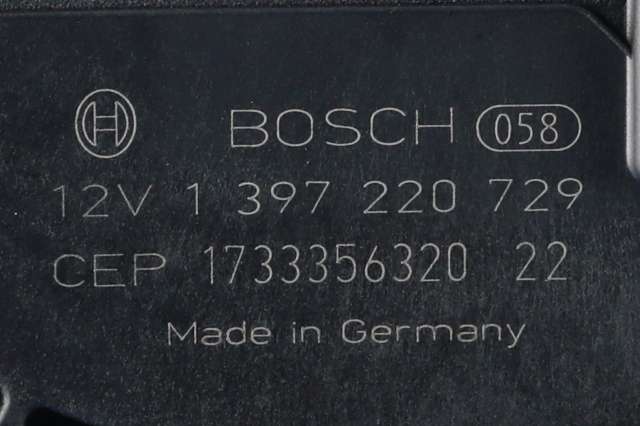 BOSCH 058
12V 1 397 220 729
CEP 1733356320 22
Made in Germany